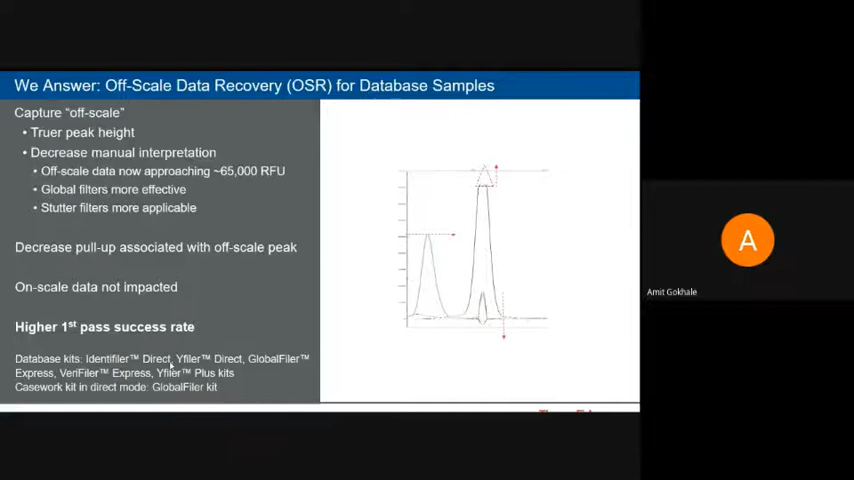 We Answer: Off-Scale Data Recovery (OSR) for Database Samples
Capture “off-scale”
• Truer peak height
• Decrease manual interpretation
• Off-scale data now approaching ~65,000 RFU
• Global filters more effective
• Stutter filters more applicable
Decrease pull-up associated with off-scale peak
On-scale data not impacted
Higher 1st pass success rate
Database kits: Identifiler™ Direct, Yfiler™ Direct, GlobalFiler™
Express, VeriFiler™ Express, Yfiler™ Plus kits
Casework kit in direct mode: GlobalFiler kit
A
Amit Gokhale